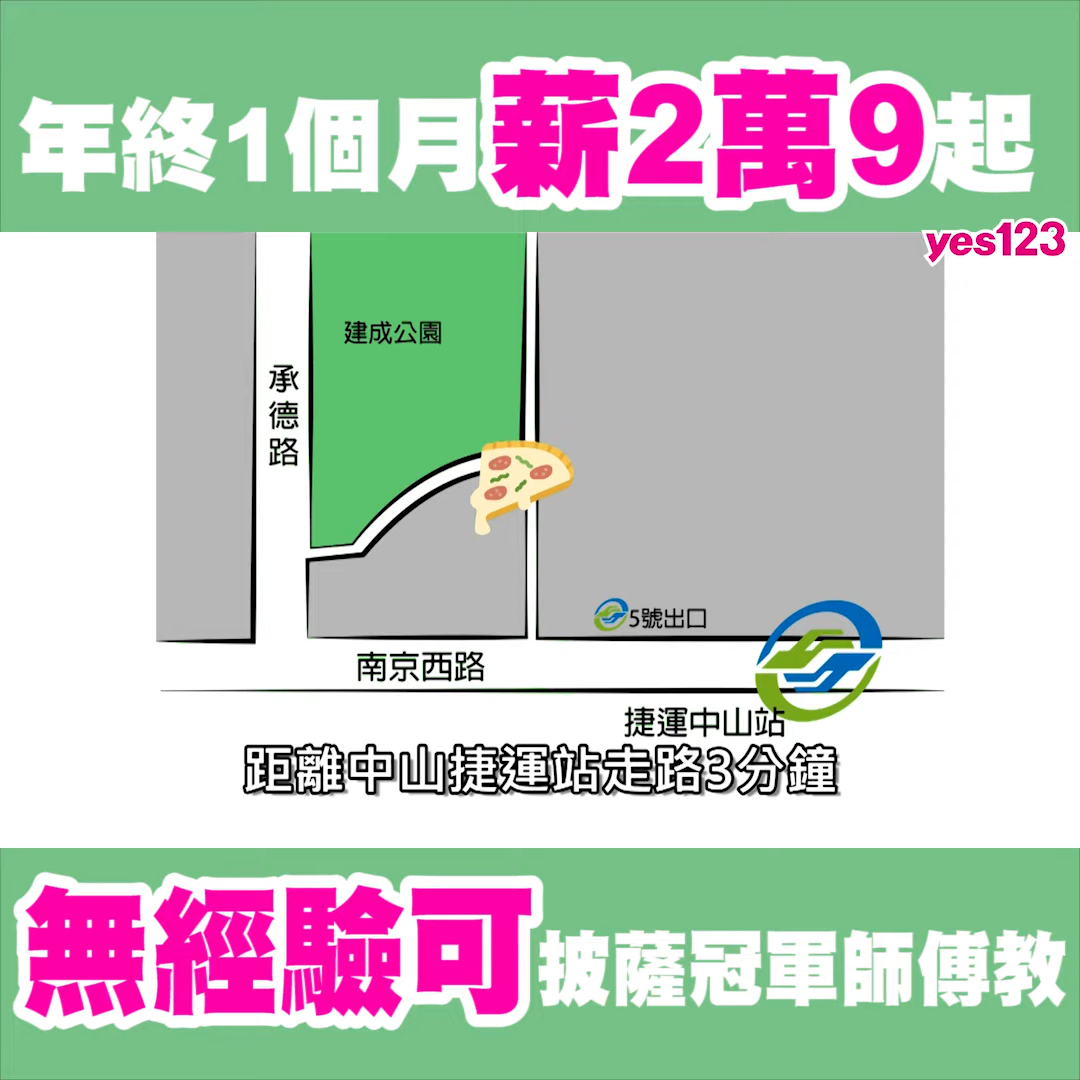 年終1個月薪2萬9起
yes123
建成公園
承德路
5號出口
南京西路
捷運中山站
距離中山捷運站走路3分鐘
無經驗可披薩冠軍師傅教